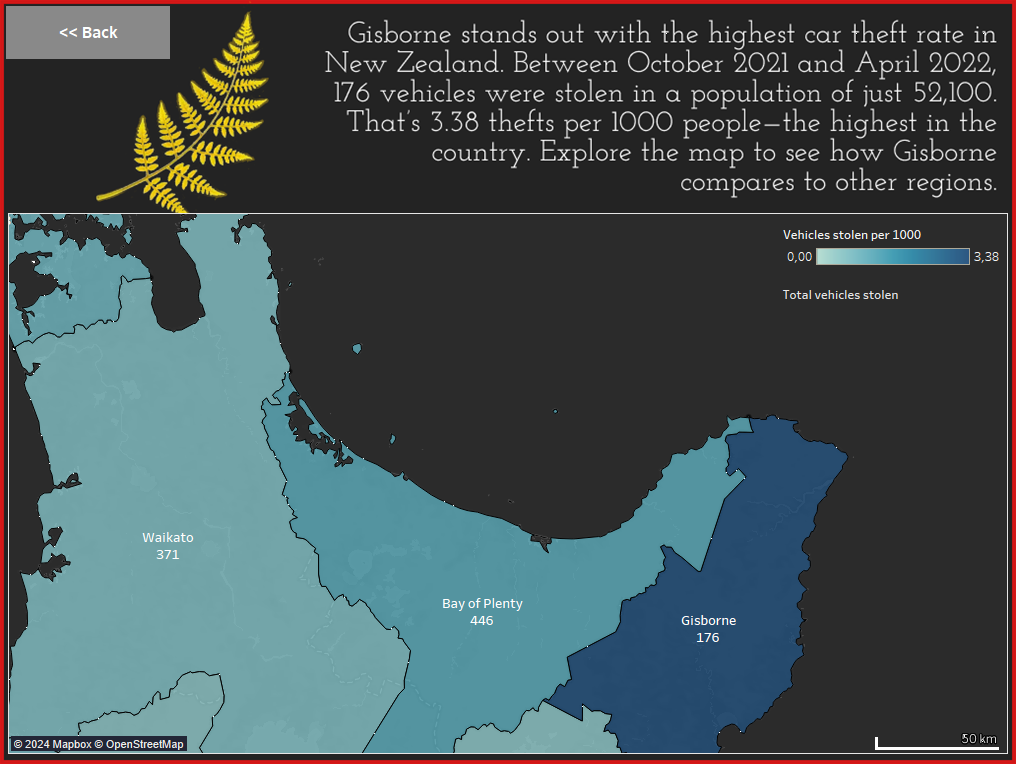 << Back
Gisborne stands out with the highest car theft rate in
New Zealand. Between October 2021 and April 2022,
176 vehicles were stolen in a population of just 52,100.
That's 3.38 thefts per 1000 people—the highest in the
country. Explore the map to see how Gisborne
compares to other regions.
Vehicles stolen per 1000
0,00 3,38
Total vehicles stolen
Waikato
371
Bay of Plenty
446
Gisborne
176
© 2024 Mapbox © OpenStreetMap
50 km